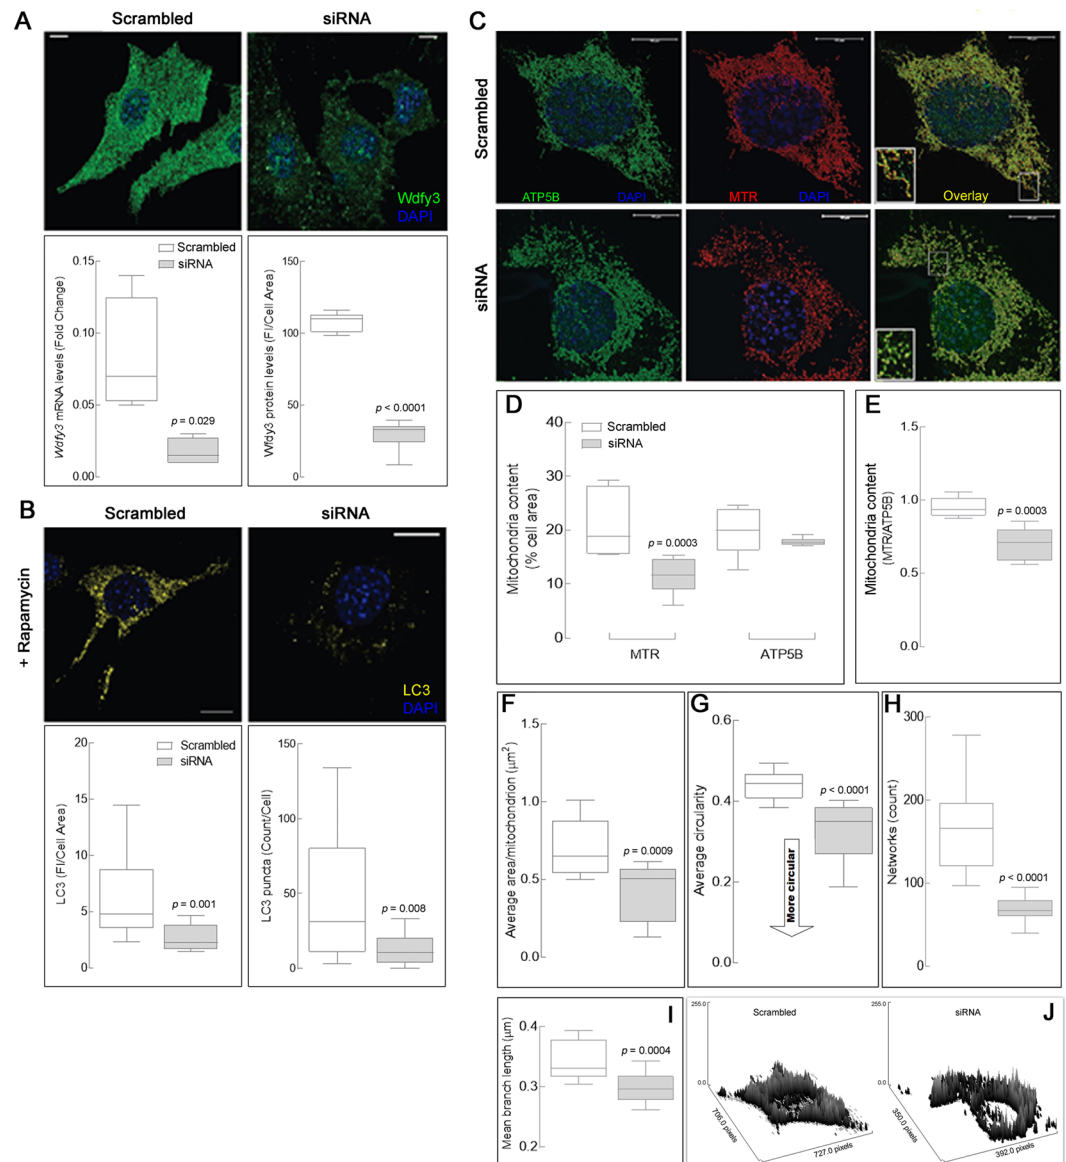 A
Scrambled
siRNA
Wdfy3
DAPI
Scrambled
siRNA
Wdfy3 mRNA levels (Fold Change)
0.15
0.10
0.05
0.00
p = 0.029
Wfdy3 protein levels (FI/Cell Area)
150
100
50
0
p < 0.0001
B
Scrambled
siRNA
+ Rapamycin
LC3
DAPI
Scrambled
siRNA
LC3 (FI/Cell Area)
20
15
10
5
0
p = 0.001
LC3 puncta (Count/Cell)
150
100
50
0
p = 0.008
C
Scrambled
ATP5B
DAPI
MTR
DAPI
Overlay
siRNA
D
Scrambled
siRNA
Mitochondria content
(% cell area)
40
30
20
10
0
p = 0.0003
MTR
ATP5B
E
Mitochondria content
(MTR/ATP5B)
1.5
1.0
0.5
0.0
p = 0.0003
F
Average area/mitochondrion (μm²)
1.5
1.0
0.5
0.0
p = 0.0009
G
Average circularity
0.6
0.4
0.2
0.0
p < 0.0001
More circular
H
Networks (count)
300
200
100
0
p < 0.0001
I
Mean branch length (μm)
0.4
0.3
0.2
p = 0.0004
J
Scrambled
255.0
0.0
706.0 pixels
727.0 pixels
siRNA
255.0
0.0
350.0 pixels
392.0 pixels